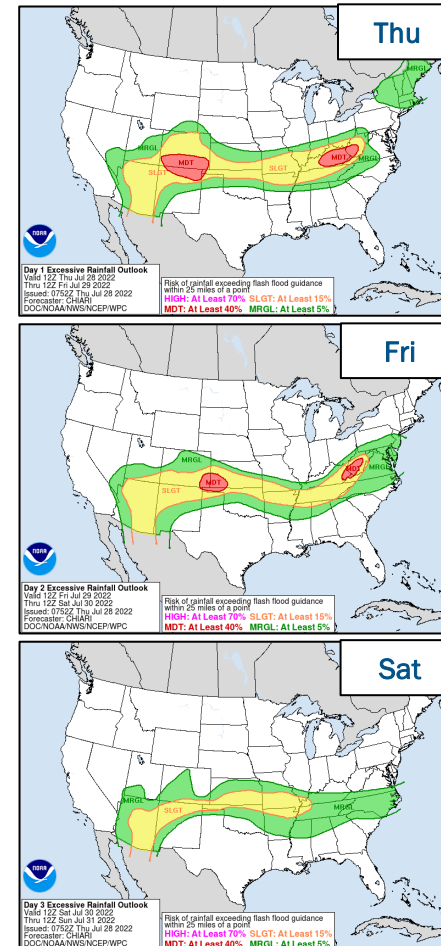 Thu
MRGL
MRGL
MDT
SLGT
SLGT
MDT
MRGL
NOAA
Day 1 Excessive Rainfall Outlook
Valid 12Z Thu Jul 28 2022
Thru 12Z Fri Jul 29 2022
Issued: 0752Z Thu Jul 28 2022
Forecaster: CHIARI
DOC/NOAA/NWS/NCEP/WPC
Risk of rainfall exceeding flash flood guidance
within 25 miles of a point
HIGH: At Least 70% SLGT: At Least 15%
MDT: At Least 40% MRGL: At Least 5%
Fri
MRGL
MDT
MRGL
MDT
SLGT
NOAA
Day 2 Excessive Rainfall Outlook
Valid 12Z Fri Jul 29 2022
Thru 12Z Sat Jul 30 2022
Issued: 0752Z Thu Jul 28 2022
Forecaster: CHIARI
DOC/NOAA/NWS/NCEP/WPC
Risk of rainfall exceeding flash flood guidance
within 25 miles of a point
HIGH: At Least 70% SLGT: At Least 15%
MDT: At Least 40% MRGL: At Least 5%
Sat
MRGL
SLGT
MRGL
NOAA
Day 3 Excessive Rainfall Outlook
Valid 12Z Sat Jul 30 2022
Thru 12Z Sun Jul 31 2022
Issued: 0752Z Thu Jul 28 2022
Forecaster: CHIARI
DOC/NOAA/NWS/NCEP/WPC
Risk of rainfall exceeding flash flood guidance
within 25 miles of a point
HIGH: At Least 70% SLGT: At Least 15%
MDT: At Least 40% MRGL: At Least 5%